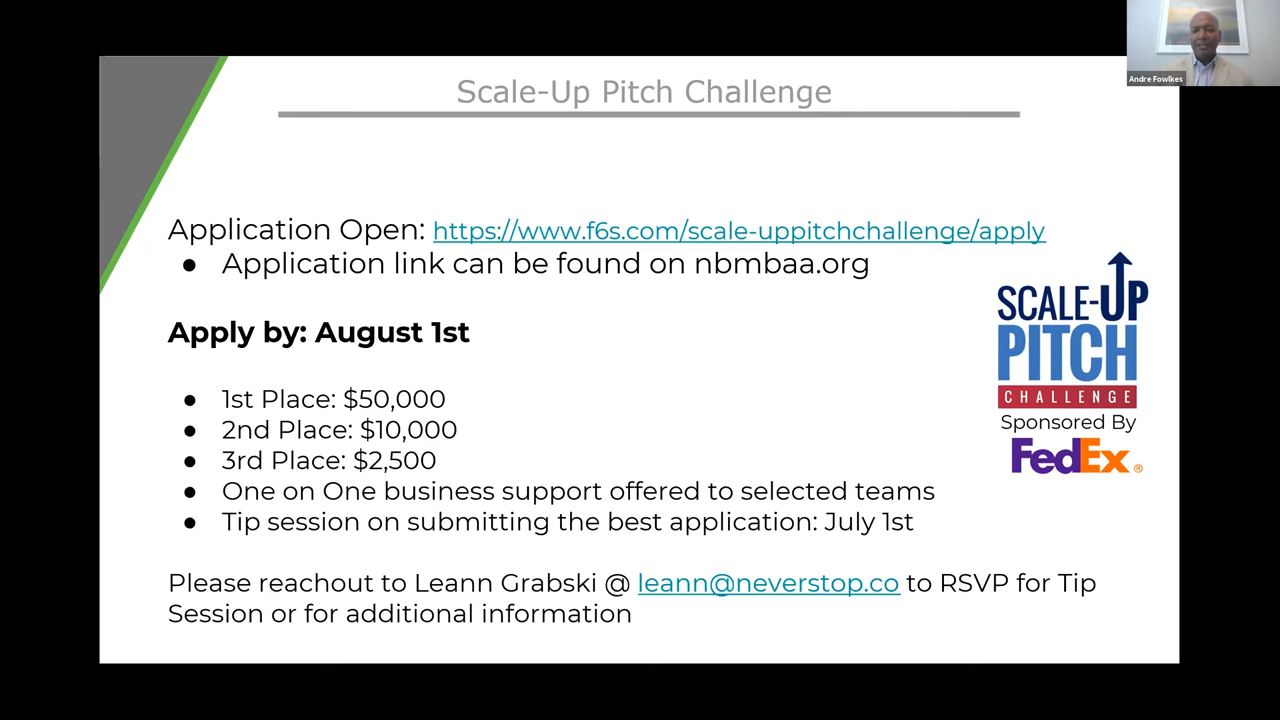 Andre Fowlkes
Scale-Up Pitch Challenge
Application Open: https://www.f6s.com/scale-uppitchchallenge/apply
● Application link can be found on nbmbaa.org
Apply by: August 1st
● 1st Place: $50,000
● 2nd Place: $10,000
● 3rd Place: $2,500
● One on One business support offered to selected teams
● Tip session on submitting the best application: July 1st
Please reachout to Leann Grabski @ leann@neverstop.co to RSVP for Tip
Session or for additional information
SCALE-UP
PITCH
CHALLENGE
Sponsored By
FedEx®